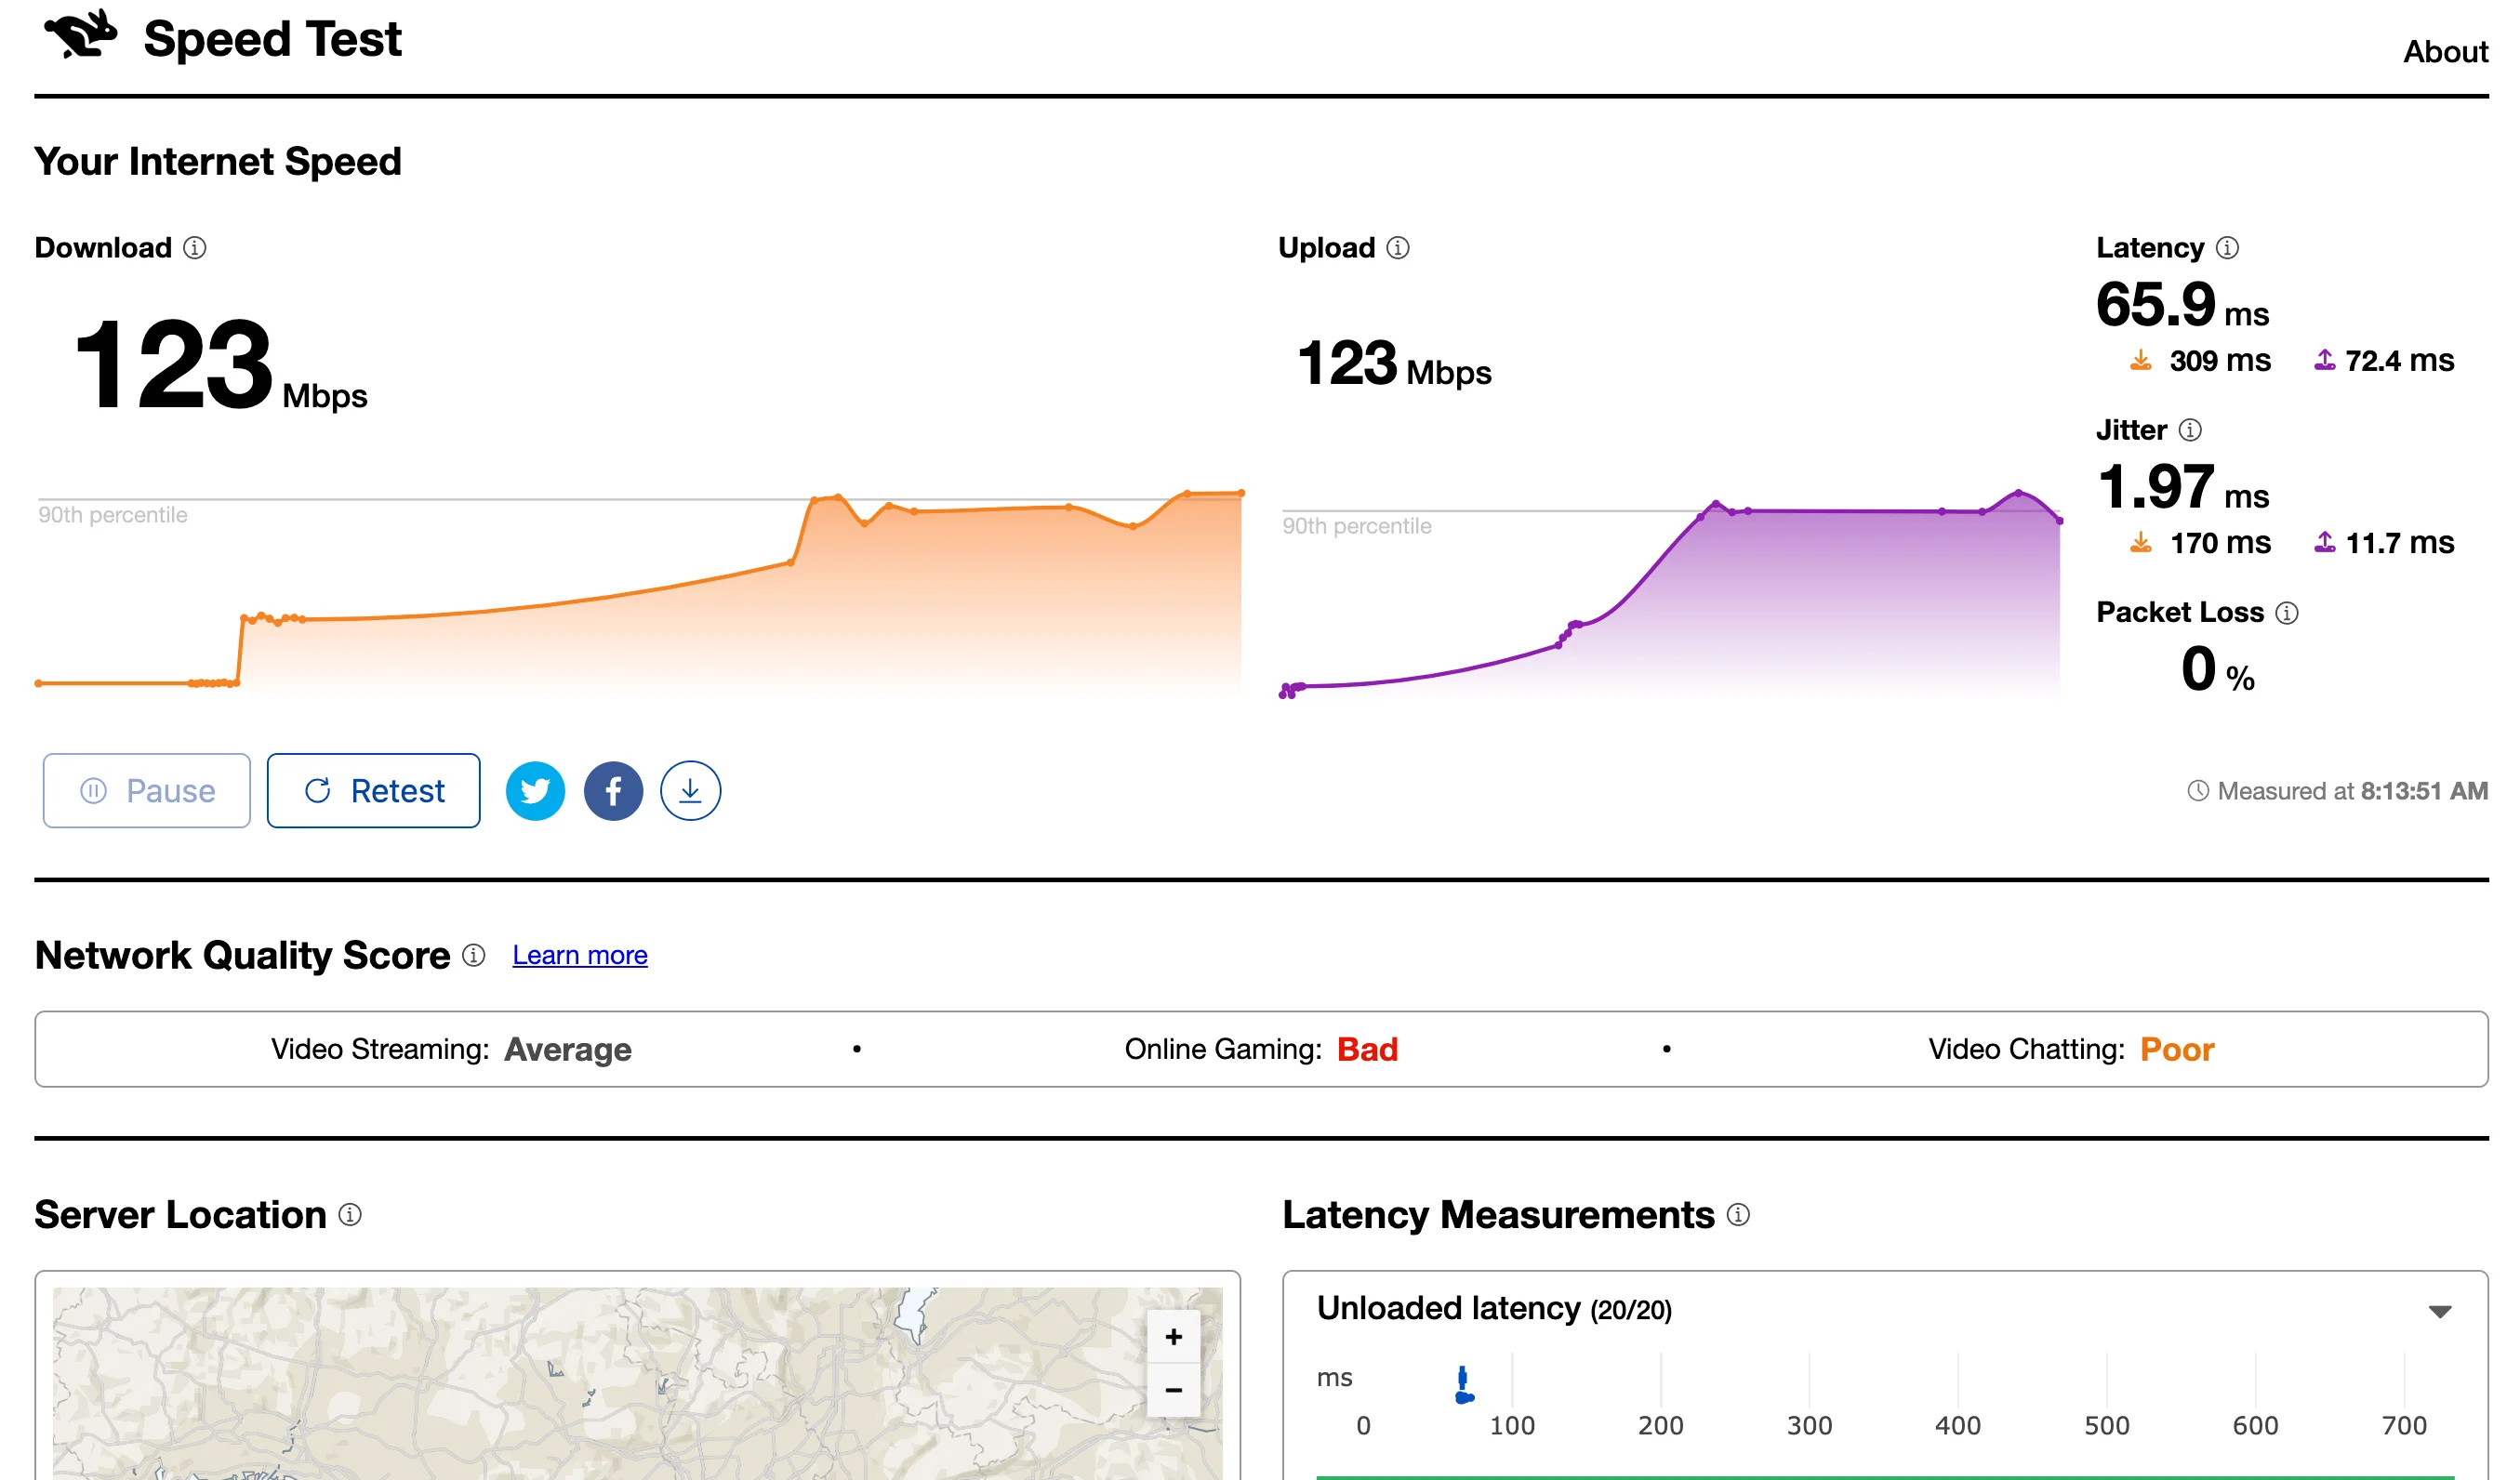 Speed Test
About
Your Internet Speed
Download
123 Mbps
90th percentile
Upload
123 Mbps
90th percentile
Latency
65.9 ms
309 ms 72.4 ms
Jitter
1.97 ms
170 ms 11.7 ms
Packet Loss
0 %
Pause
Retest
Measured at 8:13:51 AM
Network Quality Score Learn more
Video Streaming: Average • Online Gaming: Bad • Video Chatting: Poor
Server Location
+
−
Latency Measurements
Unloaded latency (20/20)
ms
0 100 200 300 400 500 600 700